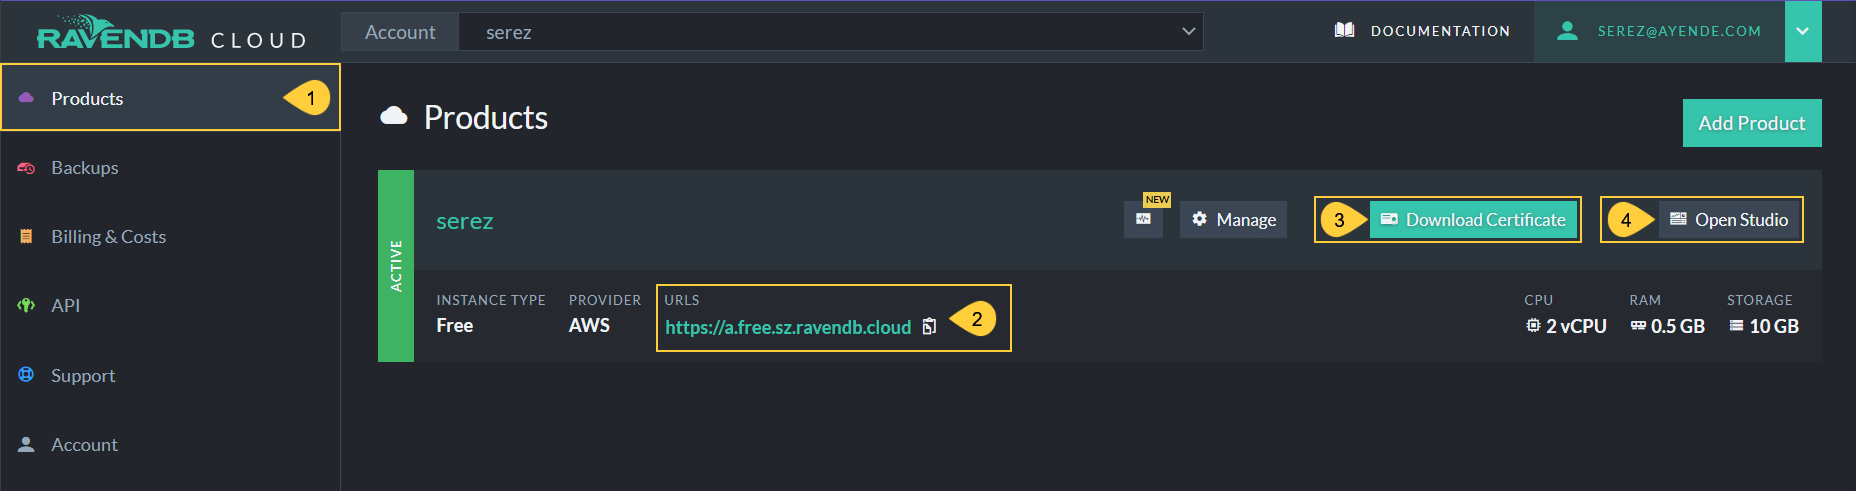 RAVENDB CLOUD
Account serez
DOCUMENTATION
SEREZ@AYENDE.COM
Products 1
Backups
Billing & Costs
API
Support
Account
Products
Add Product
ACTIVE
serez
NEW
Manage
3 Download Certificate
4 Open Studio
INSTANCE TYPE PROVIDER URLS
Free AWS https://a.free.sz.ravendb.cloud 2
CPU RAM STORAGE
2 vCPU 0.5 GB 10 GB